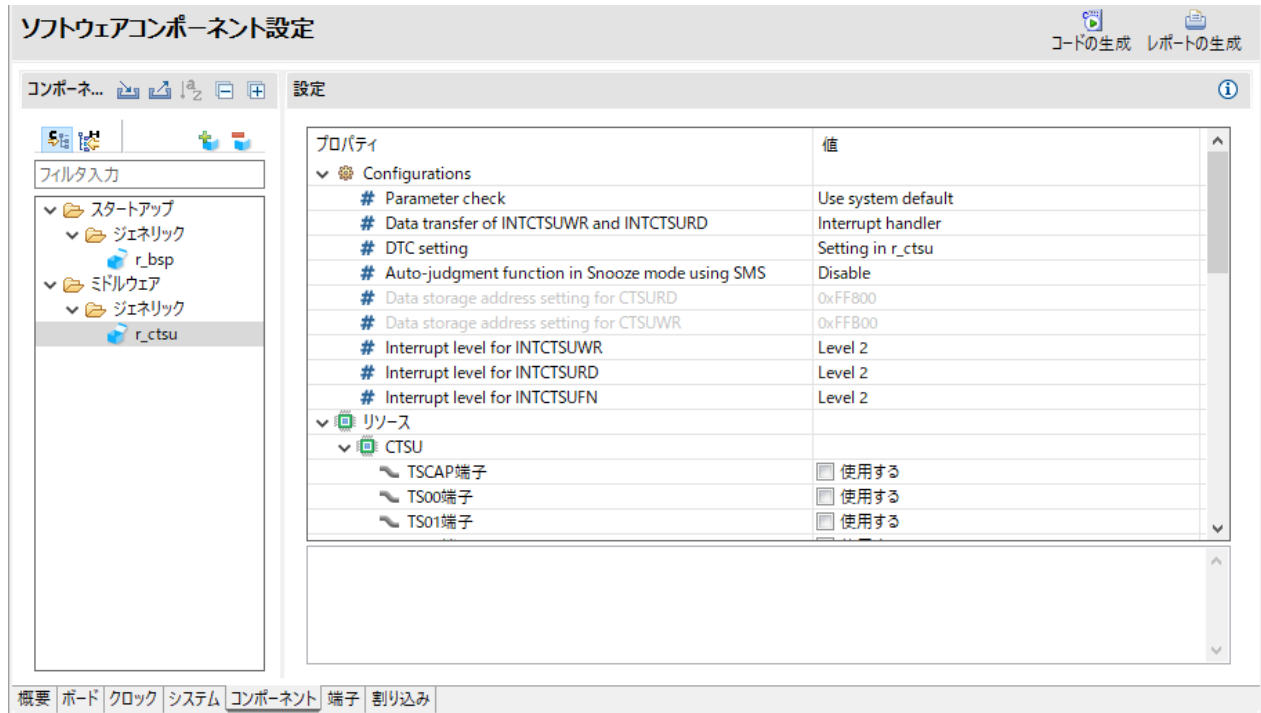 ソフトウェアコンポーネント設定
コードの生成 レポートの生成
コンポーネ...
設定
フィルタ入力
スタートアップ
ジェネリック
r_bsp
ミドルウェア
ジェネリック
r_ctsu
プロパティ 値
Configurations
Parameter check Use system default
Data transfer of INTCTSUWR and INTCTSURD Interrupt handler
DTC setting Setting in r_ctsu
Auto-judgment function in Snooze mode using SMS Disable
Data storage address setting for CTSURD 0xFF800
Data storage address setting for CTSUWR 0xFFB00
Interrupt level for INTCTSUWR Level 2
Interrupt level for INTCTSURD Level 2
Interrupt level for INTCTSUFN Level 2
リソース
CTSU
TSCAP端子 使用する
TS00端子 使用する
TS01端子 使用する
概要 ボード クロック システム コンポーネント 端子 割り込み